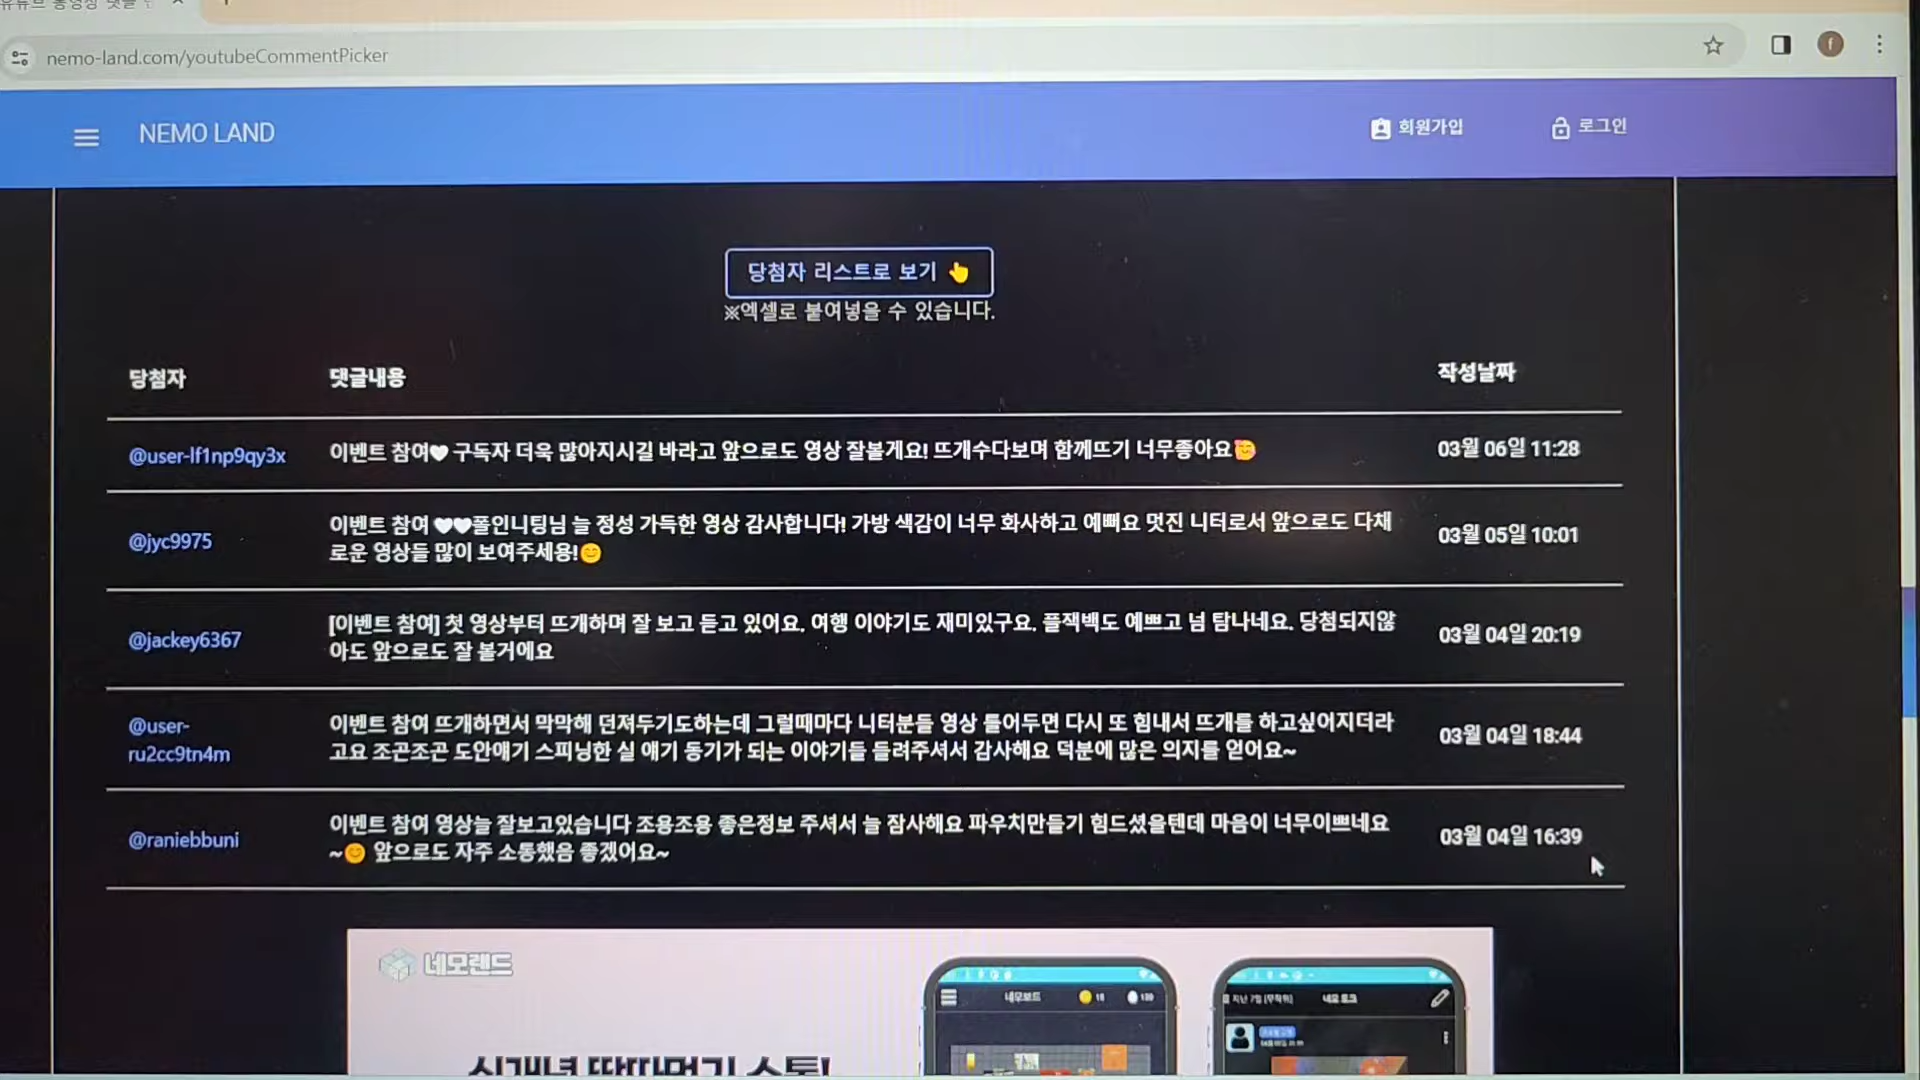 nemo-land.com/youtubeCommentPicker
NEMO LAND
회원가입
로그인
당첨자 리스트로 보기 👆
※엑셀로 붙여넣을 수 있습니다.
당첨자 댓글내용 작성날짜
@user-lf1np9qy3x 이벤트 참여🤍 구독자 더욱 많아지시길 바라고 앞으로도 영상 잘볼게요! 뜨개수다보며 함께뜨기 너무좋아요🥰 03월 06일 11:28
@jyc9975 이벤트 참여 🤍🤍폴인니팅님 늘 정성 가득한 영상 감사합니다! 가방 색감이 너무 화사하고 예뻐요 멋진 니터로서 앞으로도 다채 03월 05일 10:01
로운 영상들 많이 보여주세용!😊
@jackey6367 [이벤트 참여] 첫 영상부터 뜨개하며 잘 보고 듣고 있어요. 여행 이야기도 재미있구요. 플잭백도 예쁘고 넘 탐나네요. 당첨되지않 03월 04일 20:19
아도 앞으로도 잘 볼거에요
@user- 이벤트 참여 뜨개하면서 막막해 던져두기도하는데 그럴때마다 니터분들 영상 틀어두면 다시 또 힘내서 뜨개를 하고싶어지더라 03월 04일 18:44
ru2cc9tn4m 고요 조곤조곤 도안얘기 스피닝한 실 얘기 동기가 되는 이야기들 들려주셔서 감사해요 덕분에 많은 의지를 얻어요~
@raniebbuni 이벤트 참여 영상늘 잘보고있습니다 조용조용 좋은정보 주셔서 늘 잠사해요 파우치만들기 힘드셨을텐데 마음이 너무이쁘네요 03월 04일 16:39
~😊 앞으로도 자주 소통했음 좋겠어요~
네모랜드
네모보드